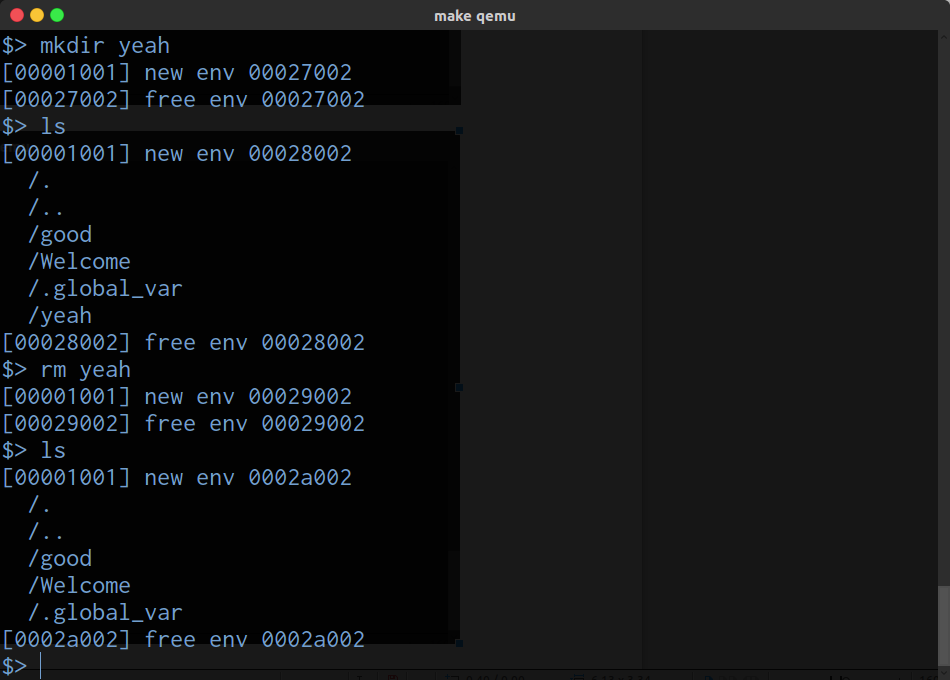 make qemu
$> mkdir yeah
[00001001] new env 00027002
[00027002] free env 00027002
$> ls
[00001001] new env 00028002
/.
/..
/good
/Welcome
/.global_var
/yeah
[00028002] free env 00028002
$> rm yeah
[00001001] new env 00029002
[00029002] free env 00029002
$> ls
[00001001] new env 0002a002
/.
/..
/good
/Welcome
/.global_var
[0002a002] free env 0002a002
$>